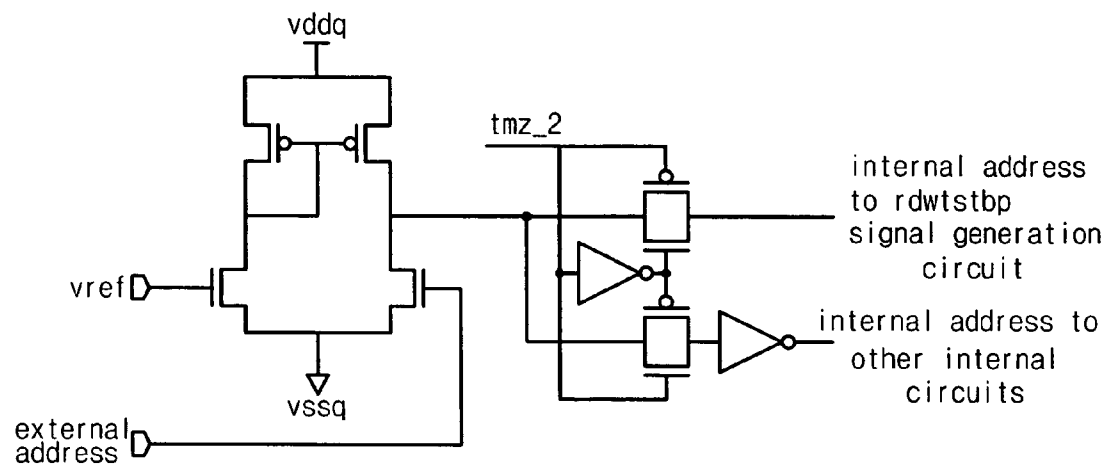 vddq
tmz_2
internal address
to rdwtstbp
signal generation
circuit
vref
internal address to
other internal
circuits
vssq
external
address